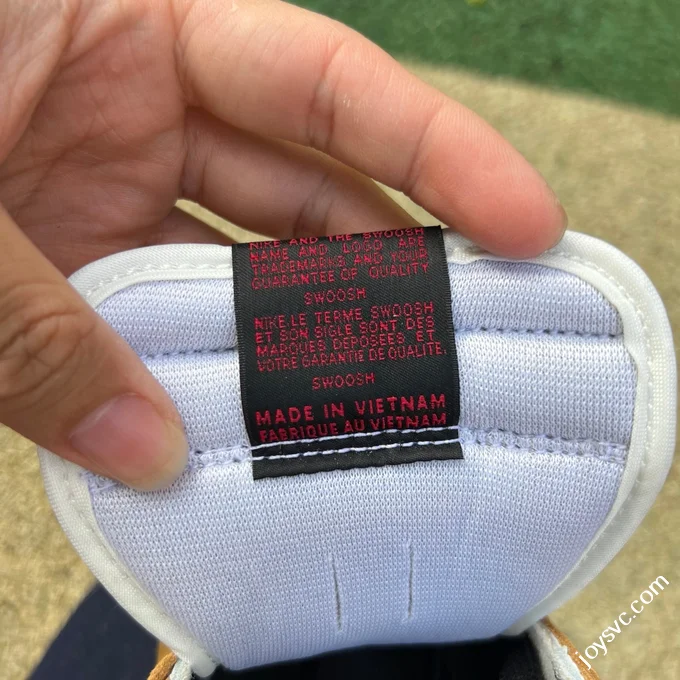 NIKE AND THE SWOOSH
NAME AND LOGO ARE
TRADEMARKS AND YOUR
GUARANTEE OF QUALITY
SWOOSH
NIKE.LE TERME SWOOSH
ET SON SIGLE SONT DES
MARQUES DEPOSEES ET
VOTRE GARANTIE DE QUALITE.
SWOOSH
MADE IN VIETNAM
FABRIQUE AU VIETNAM
joysvc.com